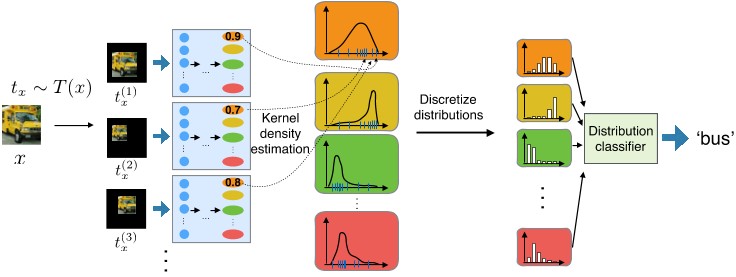 t_x ~ T(x)
x
t_x^(1)
t_x^(2)
t_x^(3)
0.9
0.7
0.8
...
...
...
Kernel
density
estimation
Discretize
distributions
Distribution
classifier
‘bus’